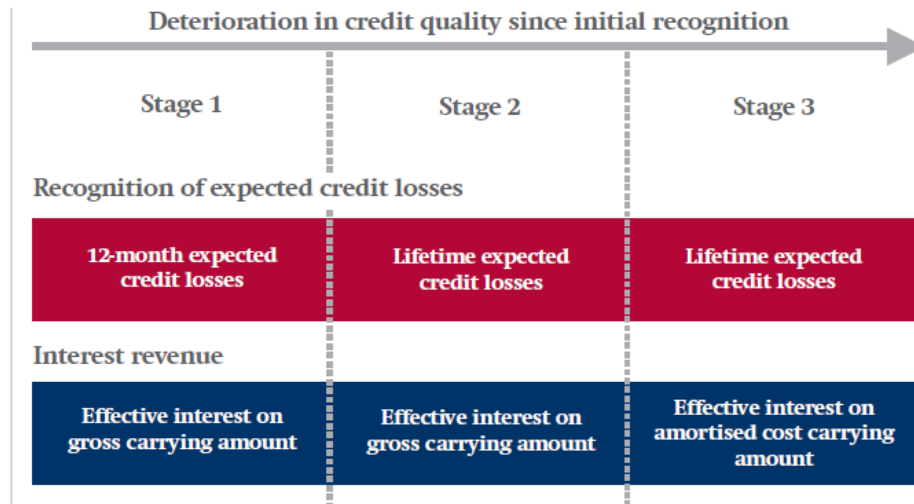 Deterioration in credit quality since initial recognition
Stage 1
Stage 2
Stage 3
Recognition of expected credit losses
12-month expected
credit losses
Lifetime expected
credit losses
Lifetime expected
credit losses
Interest revenue
Effective interest on
gross carrying amount
Effective interest on
gross carrying amount
Effective interest on
amortised cost carrying
amount